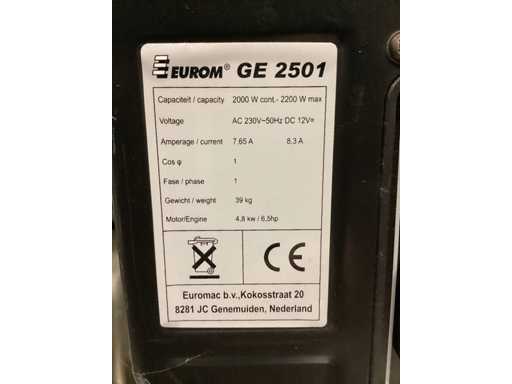 EUROM® GE 2501
Capaciteit / capacity 2000 W cont.- 2200 W max
Voltage AC 230V~50Hz DC 12V=
Amperage / current 7.65 A 8.3 A
Cos φ 1
Fase / phase 1
Gewicht / weight 39 kg
Motor/Engine 4,8 kw / 6,5hp
CE
Euromac b.v.,Kokosstraat 20
8281 JC Genemuiden, Nederland